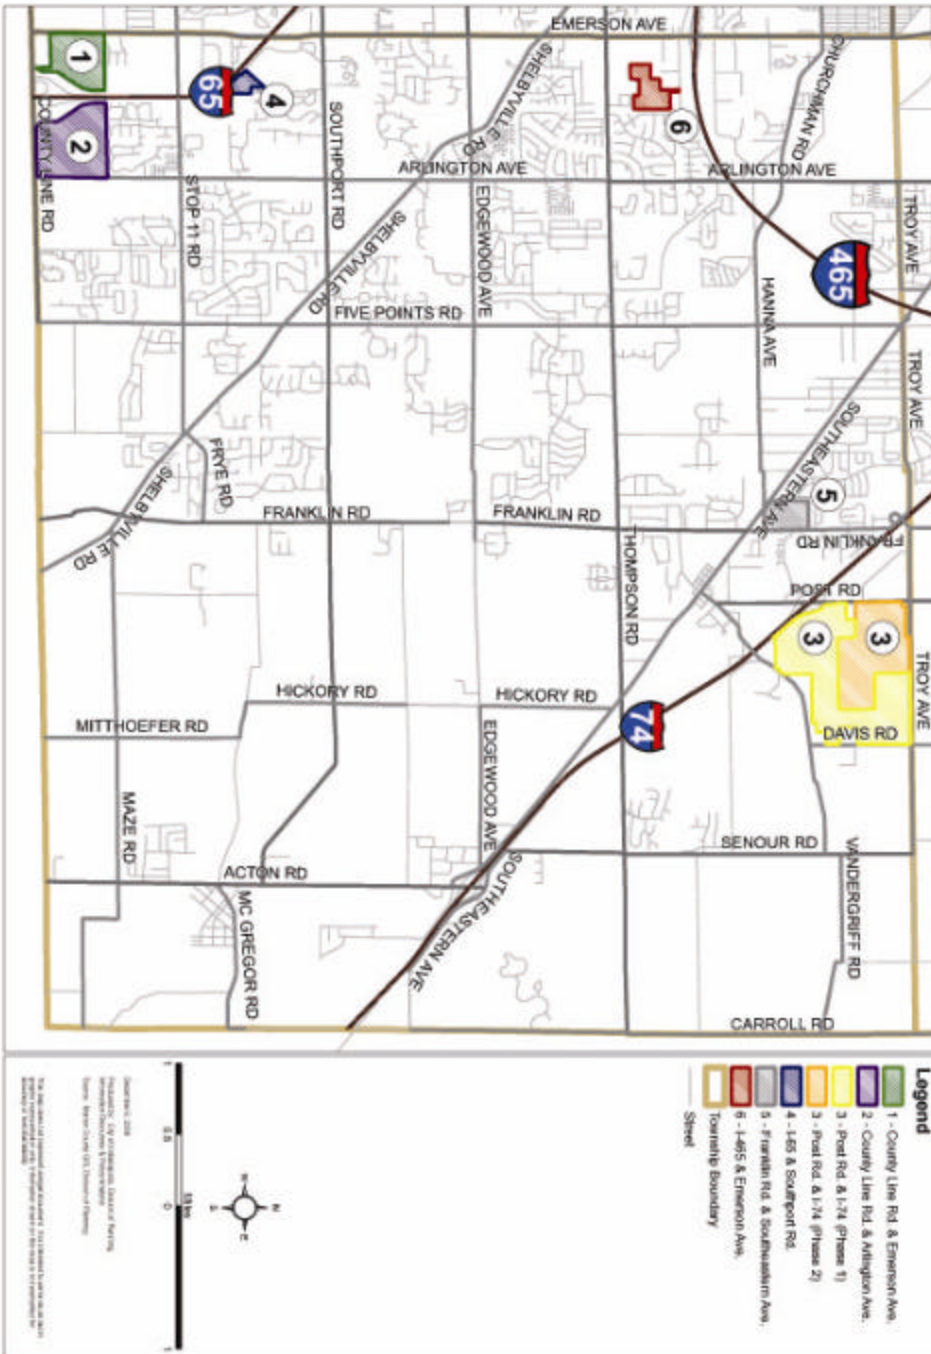 EMERSON AVE
1
65
4
2
COUNTY LINE RD
STOP 11 RD
SOUTHPORT RD
SHELBYVILLE RD
ARLINGTON AVE
EDGEWOOD AVE
SHELBYVILLE RD
6
CHURCHMAN RD
ARLINGTON AVE
TROY AVE
465
HANNA AVE
FIVE POINTS RD
TROY AVE
SOUTHEASTERN AVE
5
FRYE RD
SHELBYVILLE RD
FRANKLIN RD
FRANKLIN RD
FRANKLIN RD
THOMPSON RD
POST RD
3
3
TROY AVE
HICKORY RD
HICKORY RD
MITTHOEFER RD
74
DAVIS RD
EDGEWOOD AVE
MAZE RD
SENOUR RD
VANDERGRIFF RD
ACTON RD
MC GREGOR RD
SOUTHEASTERN AVE
CARROLL RD
Legend
1 - County Line Rd. & Emerson Ave.
2 - County Line Rd. & Arlington Ave.
3 - Post Rd. & I-74 (Phase 1)
3 - Post Rd. & I-74 (Phase 2)
4 - I-65 & Southport Rd.
5 - Franklin Rd. & Southeastern Ave.
6 - I-465 & Emerson Ave.
Township Boundary
Street
N
W
E
S
1 0.5 0 1
Miles